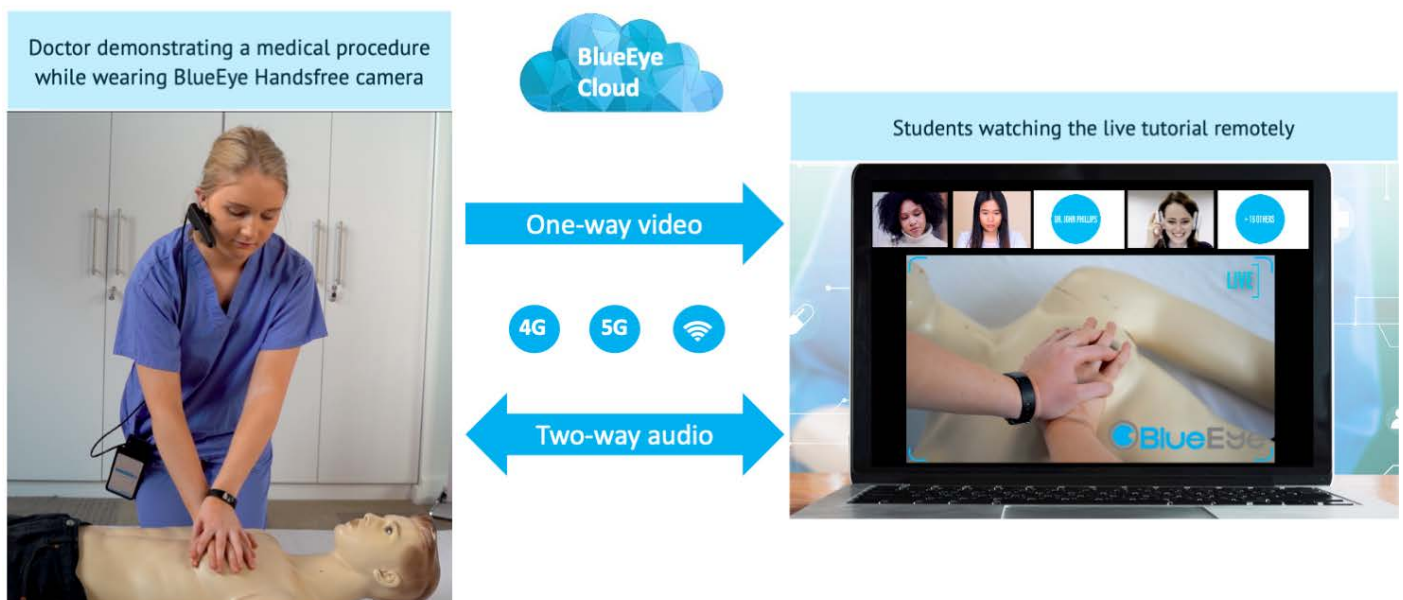 Doctor demonstrating a medical procedure
while wearing BlueEye Handsfree camera
BlueEye
Cloud
One-way video
4G
5G
Two-way audio
Students watching the live tutorial remotely
DR. JOHN PHILLIPS
LIVE
BlueEye